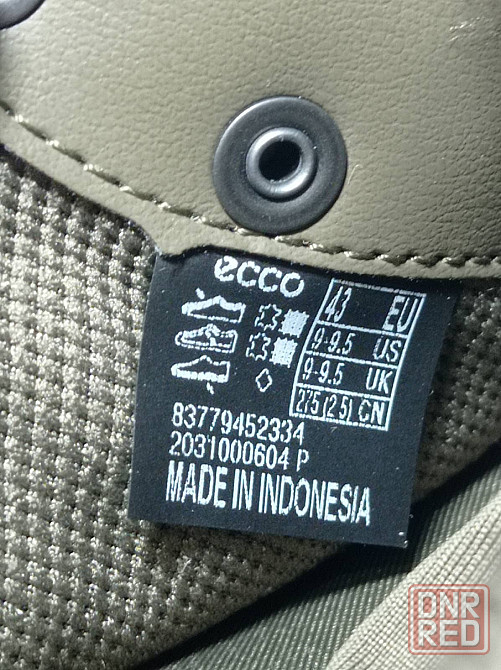 ecco
43 EU
9-9.5 US
9-9.5 UK
275 (2.5) CN
83779452334
2031000604 P
MADE IN INDONESIA
DNR
RED